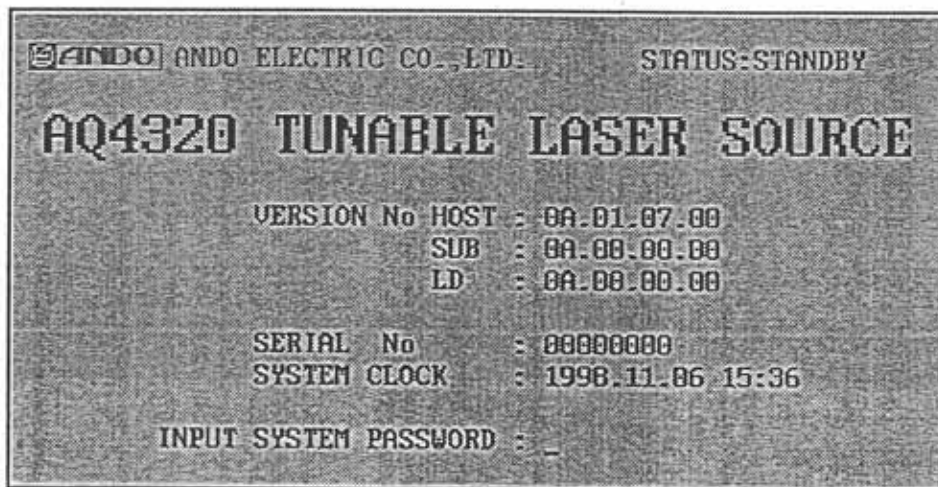 ANDO ANDO ELECTRIC CO.,LTD. STATUS:STANDBY
AQ4320 TUNABLE LASER SOURCE
VERSION No HOST : 0A.01.07.00
SUB : 0A.00.00.00
LD : 0A.00.00.00
SERIAL No : 00000000
SYSTEM CLOCK : 1998.11.06 15:36
INPUT SYSTEM PASSWORD : _